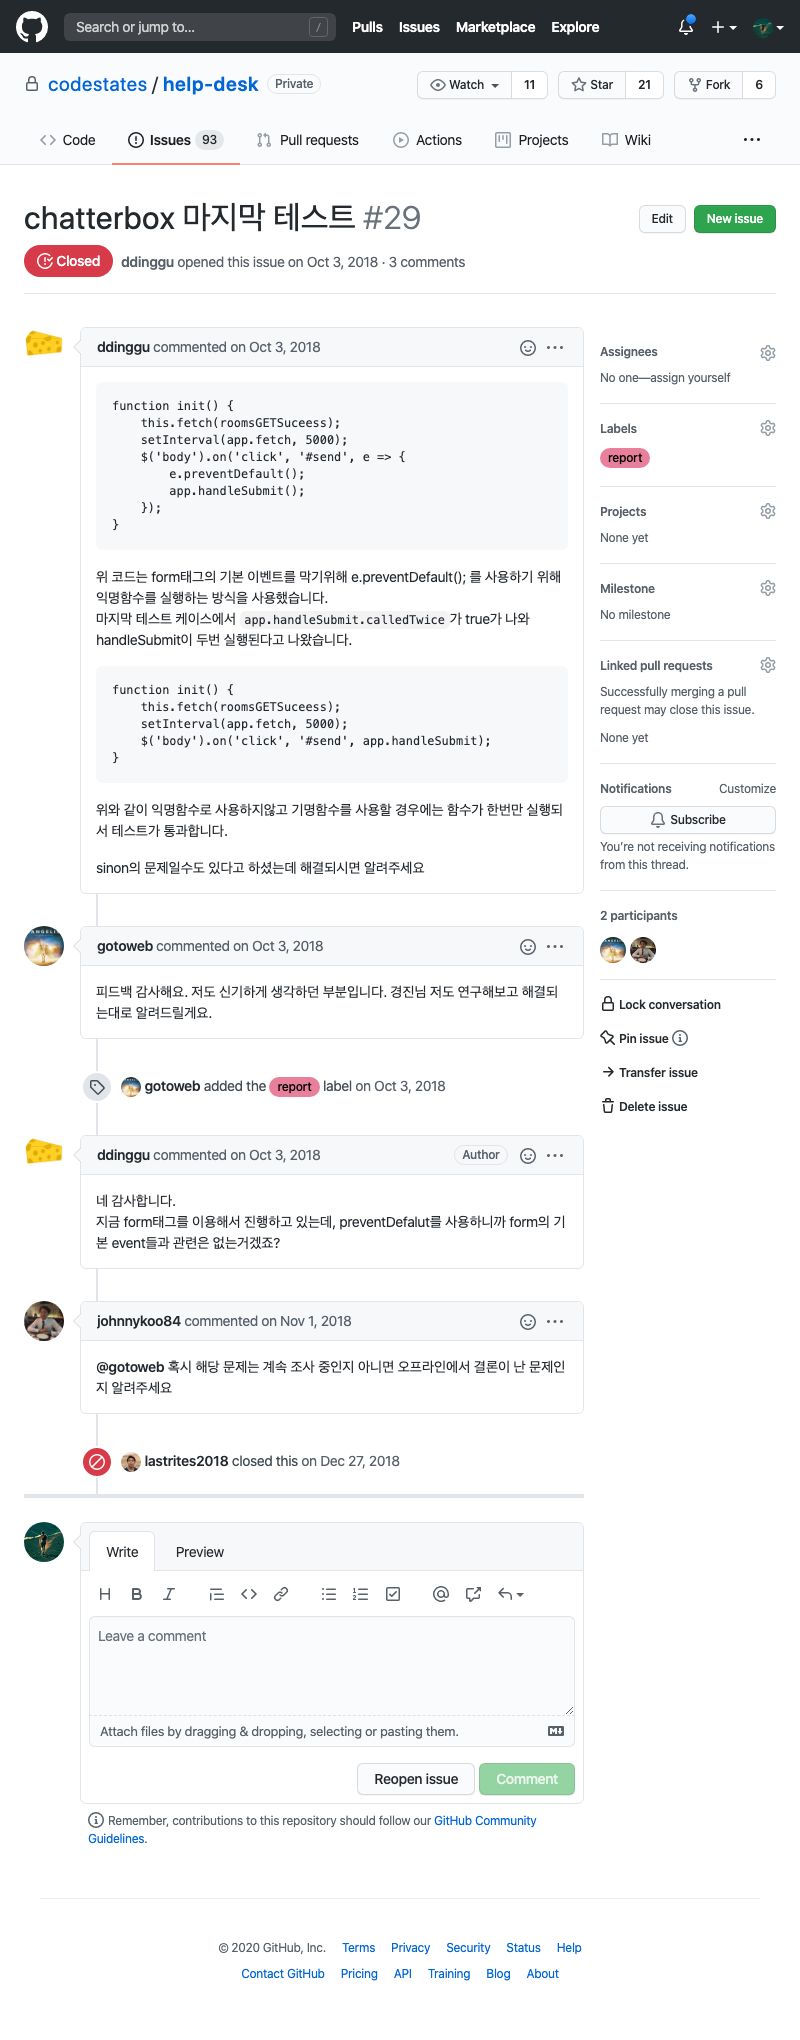 Search or jump to... /
Pulls Issues Marketplace Explore
codestates / help-desk Private
Watch 11 Star 21 Fork 6
Code Issues 93 Pull requests Actions Projects Wiki
chatterbox 마지막 테스트 #29
Edit New issue
Closed ddinggu opened this issue on Oct 3, 2018 · 3 comments
ddinggu commented on Oct 3, 2018
function init() {
    this.fetch(roomsGETSuceess);
    setInterval(app.fetch, 5000);
    $('body').on('click', '#send', e => {
        e.preventDefault();
        app.handleSubmit();
    });
}
위 코드는 form태그의 기본 이벤트를 막기위해 e.preventDefault(); 를 사용하기 위해
익명함수를 실행하는 방식을 사용했습니다.
마지막 테스트 케이스에서 app.handleSubmit.calledTwice 가 true가 나와
handleSubmit이 두번 실행된다고 나왔습니다.
function init() {
    this.fetch(roomsGETSuceess);
    setInterval(app.fetch, 5000);
    $('body').on('click', '#send', app.handleSubmit);
}
위와 같이 익명함수로 사용하지않고 기명함수를 사용할 경우에는 함수가 한번만 실행되
서 테스트가 통과합니다.
sinon의 문제일수도 있다고 하셨는데 해결되시면 알려주세요
gotoweb commented on Oct 3, 2018
피드백 감사해요. 저도 신기하게 생각하던 부분입니다. 경진님 저도 연구해보고 해결되
는대로 알려드릴게요.
gotoweb added the report label on Oct 3, 2018
ddinggu commented on Oct 3, 2018 Author
네 감사합니다.
지금 form태그를 이용해서 진행하고 있는데, preventDefalut를 사용하니까 form의 기
본 event들과 관련은 없는거겠죠?
johnnykoo84 commented on Nov 1, 2018
@gotoweb 혹시 해당 문제는 계속 조사 중인지 아니면 오프라인에서 결론이 난 문제인
지 알려주세요
lastrites2018 closed this on Dec 27, 2018
Write Preview
Leave a comment
Attach files by dragging & dropping, selecting or pasting them.
Reopen issue Comment
Remember, contributions to this repository should follow our GitHub Community
Guidelines.
Assignees
No one—assign yourself
Labels
report
Projects
None yet
Milestone
No milestone
Linked pull requests
Successfully merging a pull
request may close this issue.
None yet
Notifications Customize
Subscribe
You're not receiving notifications
from this thread.
2 participants
Lock conversation
Pin issue
Transfer issue
Delete issue
© 2020 GitHub, Inc. Terms Privacy Security Status Help
Contact GitHub Pricing API Training Blog About